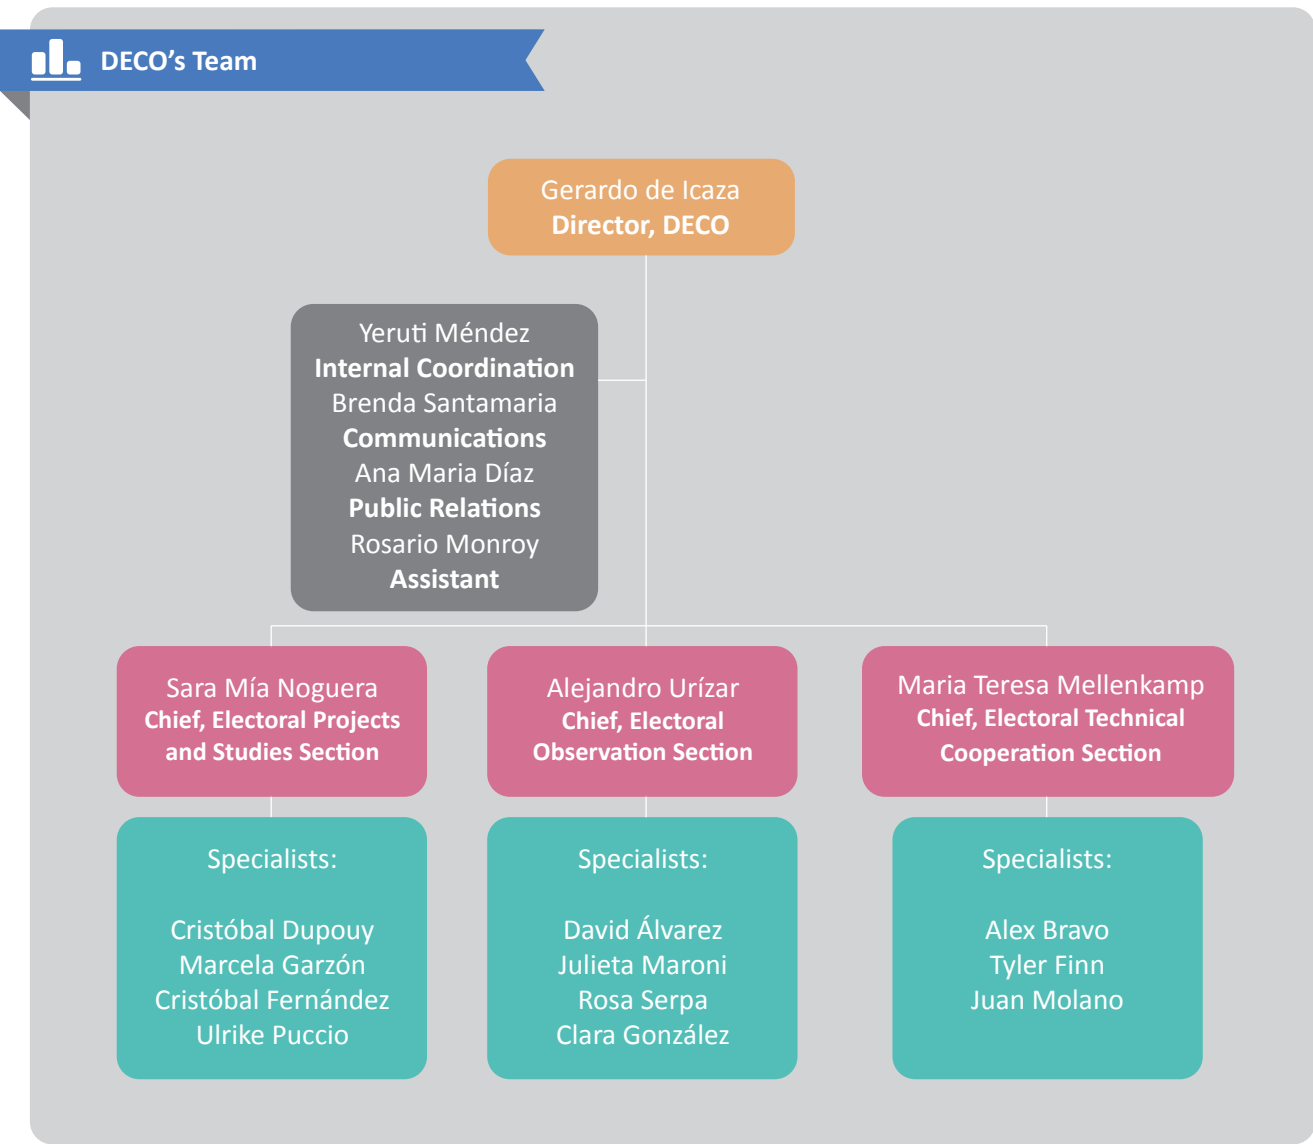 DECO’s Team
Gerardo de Icaza
Director, DECO
Yeruti Méndez
Internal Coordination
Brenda Santamaria
Communications
Ana Maria Díaz
Public Relations
Rosario Monroy
Assistant
Sara Mía Noguera
Chief, Electoral Projects
and Studies Section
Alejandro Urízar
Chief, Electoral
Observation Section
Maria Teresa Mellenkamp
Chief, Electoral Technical
Cooperation Section
Specialists:
Cristóbal Dupouy
Marcela Garzón
Cristóbal Fernández
Ulrike Puccio
Specialists:
David Álvarez
Julieta Maroni
Rosa Serpa
Clara González
Specialists:
Alex Bravo
Tyler Finn
Juan Molano